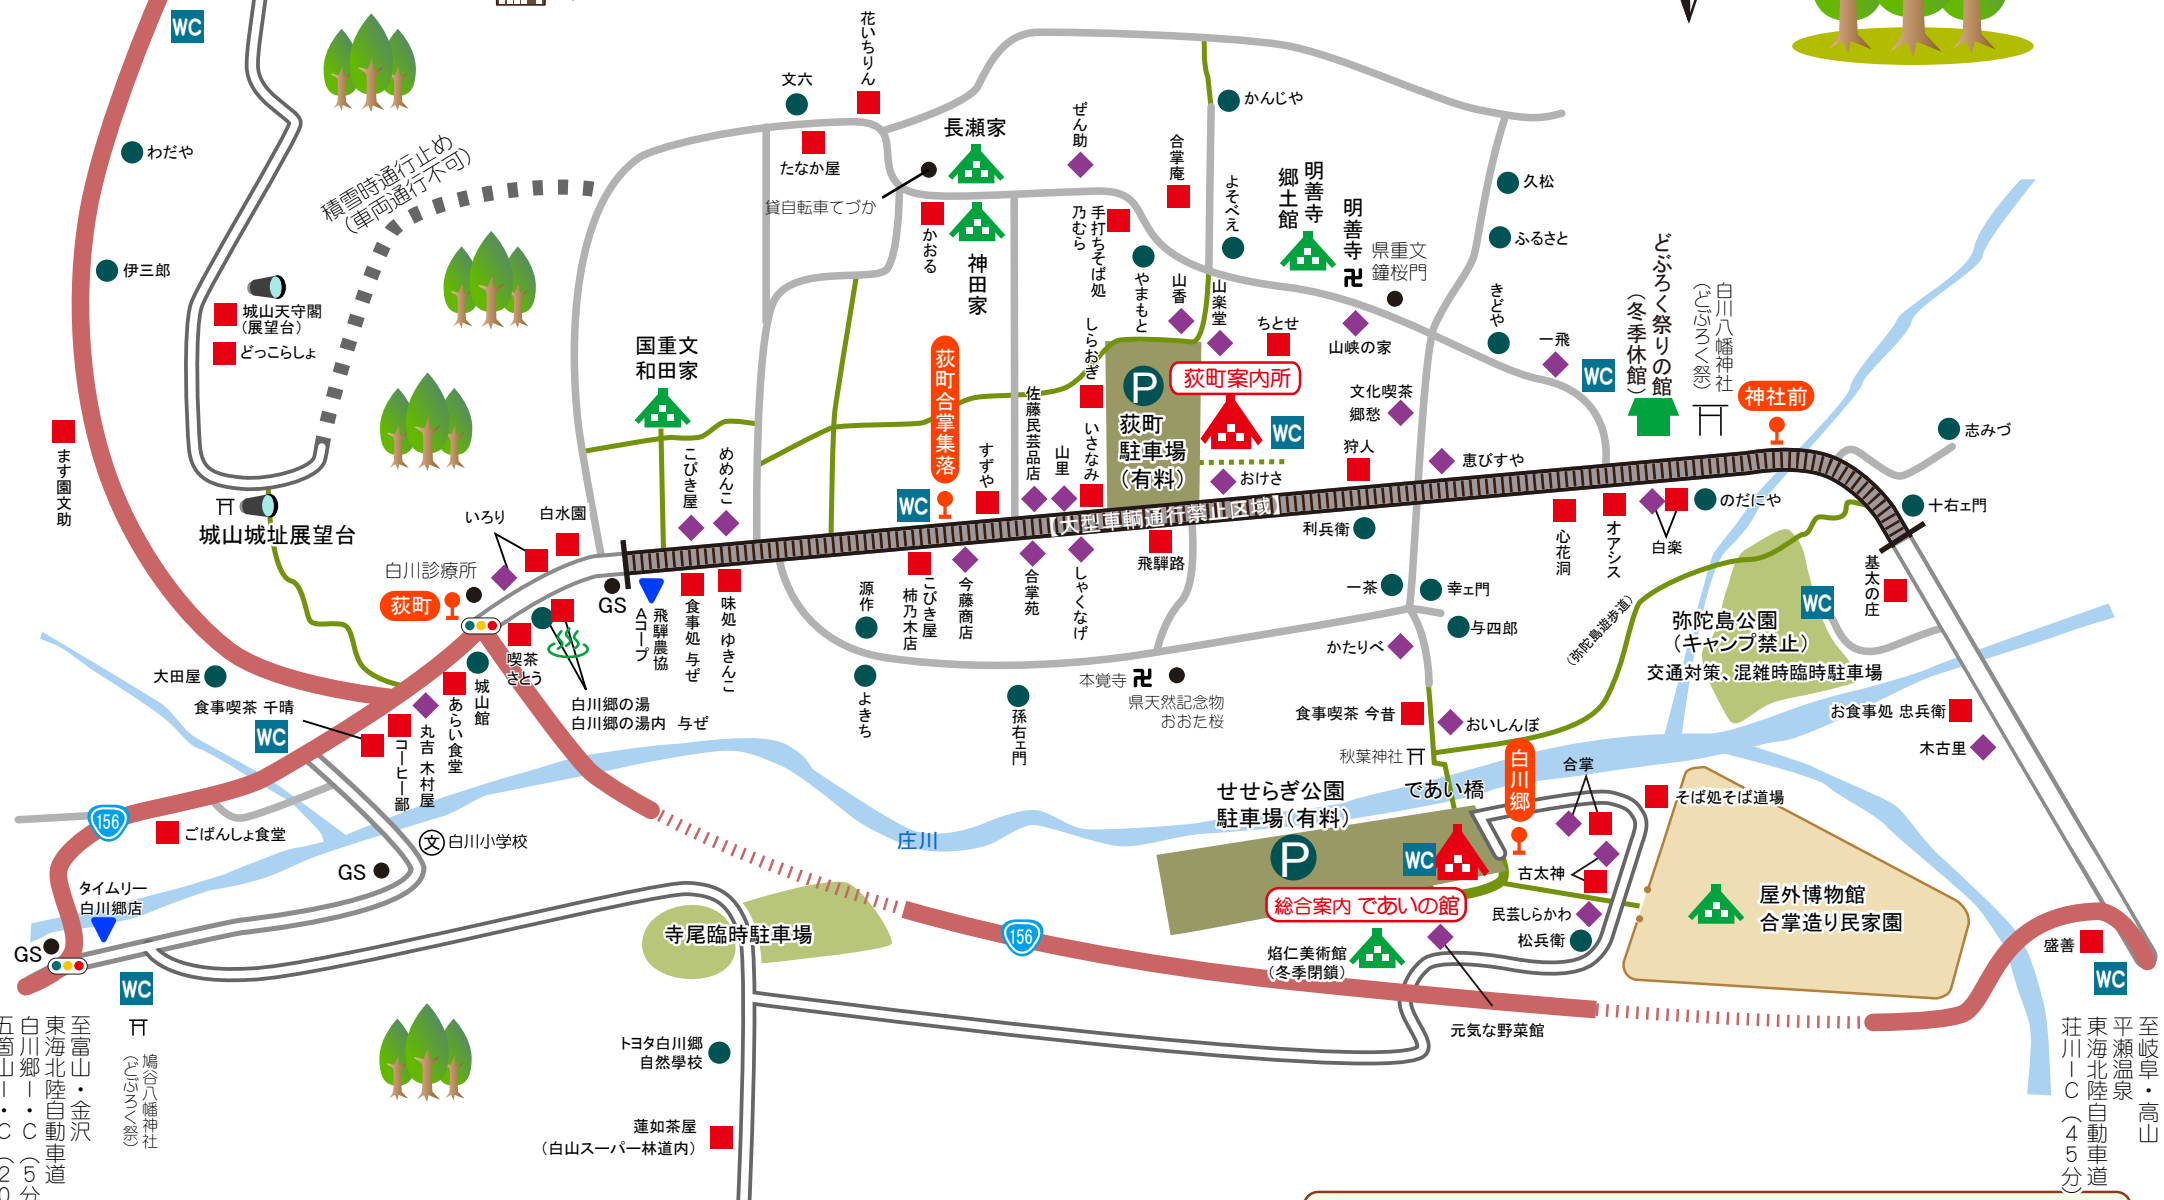 WC
花いちりん
文六
たなか屋
わだや
積雪時通行止め
(車両通行不可)
伊三郎
城山天守閣
(展望台)
どっこらしょ
ます園文助
城山城址展望台
長瀬家
貸自転車てづか
かおる
神田家
ぜん助
合掌庵
かんじや
よそべえ
手打ちそば処
乃むら
やまもと
山香
山楽堂
ちとせ
明善寺
郷土館
明善寺
卍
県重文
鐘桜門
山峡の家
久松
ふるさと
きどや
一飛
WC
どぶろく祭りの館
(冬季休館)
白川八幡神社
(どぶろく祭)
神社前
志みづ
十右ェ門
基太の庄
国重文
和田家
こびき屋
めめんこ
荻町合掌集落
WC
すずや
佐藤民芸品店
山里
しらおぎ
いさなみ
P
荻町
駐車場
(有料)
荻町案内所
WC
おけさ
文化喫茶
郷愁
狩人
恵びすや
【大型車輌通行禁止区域】
利兵衛
心花洞
オアシス
白楽
のだにや
いろり
白水園
白川診療所
荻町
GS
Aコープ
飛騨農協
食事処 与ぜ
味処 ゆきんこ
源作
よきち
こびき屋
柿乃木店
今藤商店
合掌苑
しゃくなげ
飛騨路
孫右ェ門
本覚寺 卍
県天然記念物
おおた桜
一茶
幸ェ門
与四郎
かたりべ
(弥陀島遊歩道)
弥陀島公園
(キャンプ禁止)
交通対策、混雑時臨時駐車場
WC
お食事処 忠兵衛
木古里
大田屋
食事喫茶 千晴
WC
喫茶
さとう
城山館
あらい食堂
丸吉 木村屋
コーヒー鄙
白川郷の湯
白川郷の湯内 与ぜ
156
ごばんしょ食堂
文 白川小学校
GS
タイムリー
白川郷店
GS
WC
鳩谷八幡神社
(どぶろく祭)
至富山・金沢
東海北陸自動車道
白川郷I・C(5分
五箇山I・C(20
庄川
寺尾臨時駐車場
トヨタ白川郷
自然學校
蓮如茶屋
(白山スーパー林道内)
156
食事喫茶 今昔
おいしんぼ
秋葉神社
であい橋
せせらぎ公園
駐車場(有料)
P
WC
総合案内 であいの館
白川郷
合掌
そば処そば道場
古太神
民芸しらかわ
松兵衛
焔仁美術館
(冬季閉鎖)
元気な野菜館
屋外博物館
合掌造り民家園
盛善
WC
至岐阜・高山
平瀬温泉
東海北陸自動車道
荘川IC(45分)